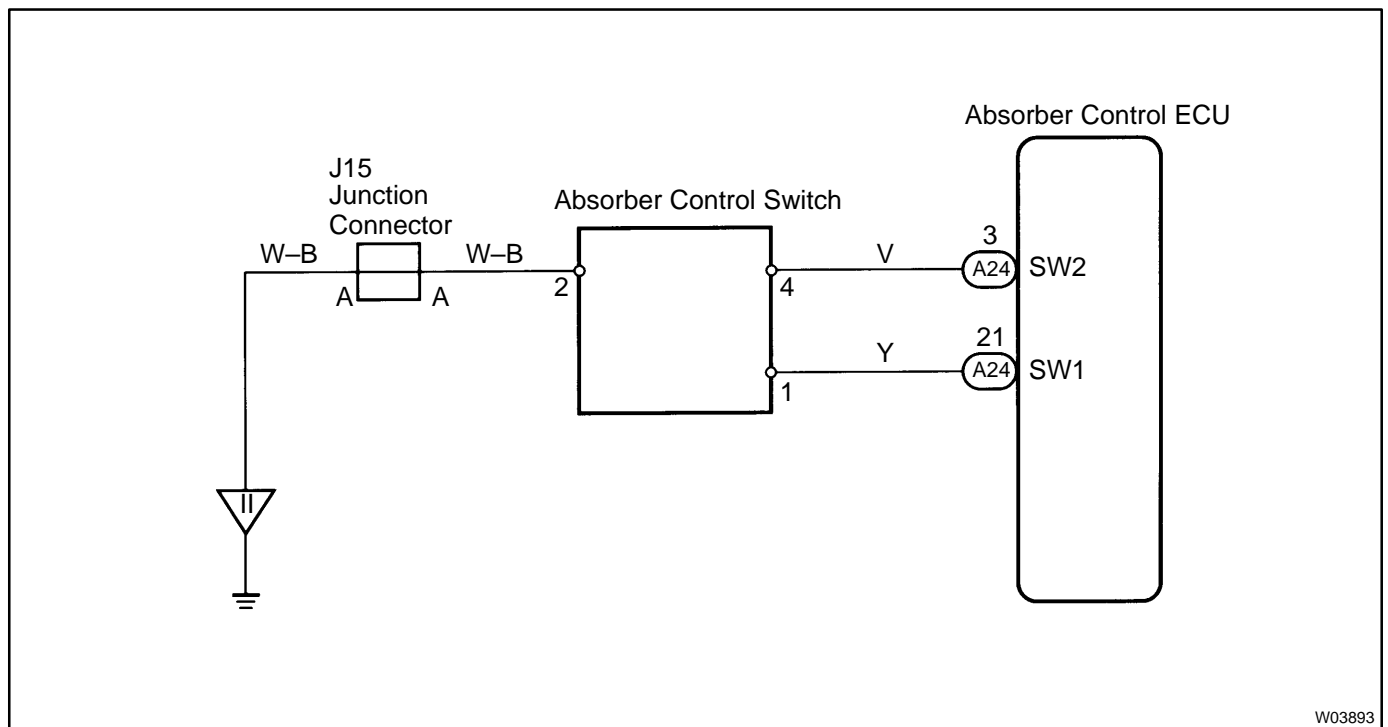 Absorber Control ECU
J15
Junction
Connector
Absorber Control Switch
W–B
W–B
A
A
2
4
V
3
A24
SW2
1
Y
21
A24
SW1
II
W03893